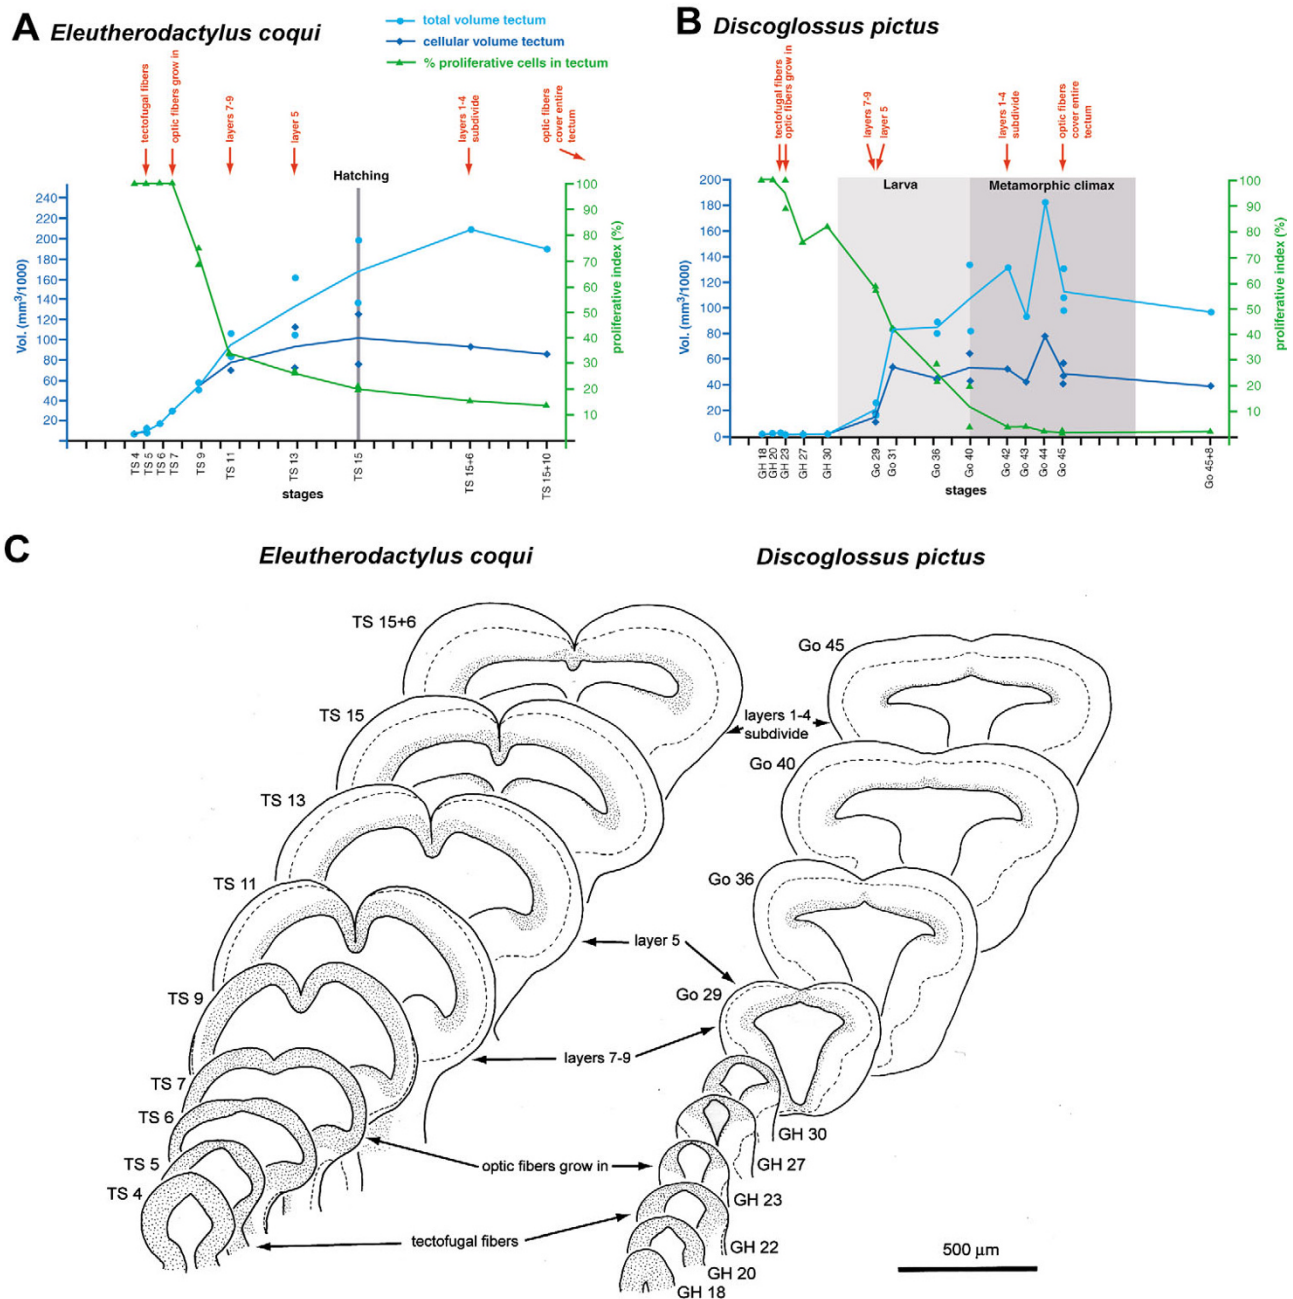 A Eleutherodactylus coqui
total volume tectum
cellular volume tectum
% proliferative cells in tectum
tectofugal fibers
optic fibers grow in
layers 7-9
layer 5
layers 1-4
subdivide
optic fibers
cover entire
tectum
Hatching
Vol. (mm³/1000)
240
220
200
180
160
140
120
100
80
60
40
20
100
90
80
70
60
50
40
30
20
10
proliferative index (%)
TS 4
TS 5
TS 6
TS 7
TS 9
TS 11
TS 13
TS 15
TS 15+6
TS 15+10
stages
B Discoglossus pictus
tectofugal fibers
optic fibers grow in
layers 7-9
layer 5
layers 1-4
subdivide
optic fibers
cover entire
tectum
Larva
Metamorphic climax
Vol. (mm³/1000)
200
180
160
140
120
100
80
60
40
20
0
100
90
80
70
60
50
40
30
20
10
proliferative index (%)
GH 18
GH 20
GH 23
GH 27
GH 30
Go 29
Go 31
Go 36
Go 40
Go 42
Go 43
Go 44
Go 45
Go 45+8
stages
C
Eleutherodactylus coqui
Discoglossus pictus
TS 15+6
TS 15
TS 13
TS 11
TS 9
TS 7
TS 6
TS 5
TS 4
layers 1-4
subdivide
layer 5
layers 7-9
optic fibers grow in
tectofugal fibers
Go 45
Go 40
Go 36
Go 29
GH 30
GH 27
GH 23
GH 22
GH 20
GH 18
500 µm